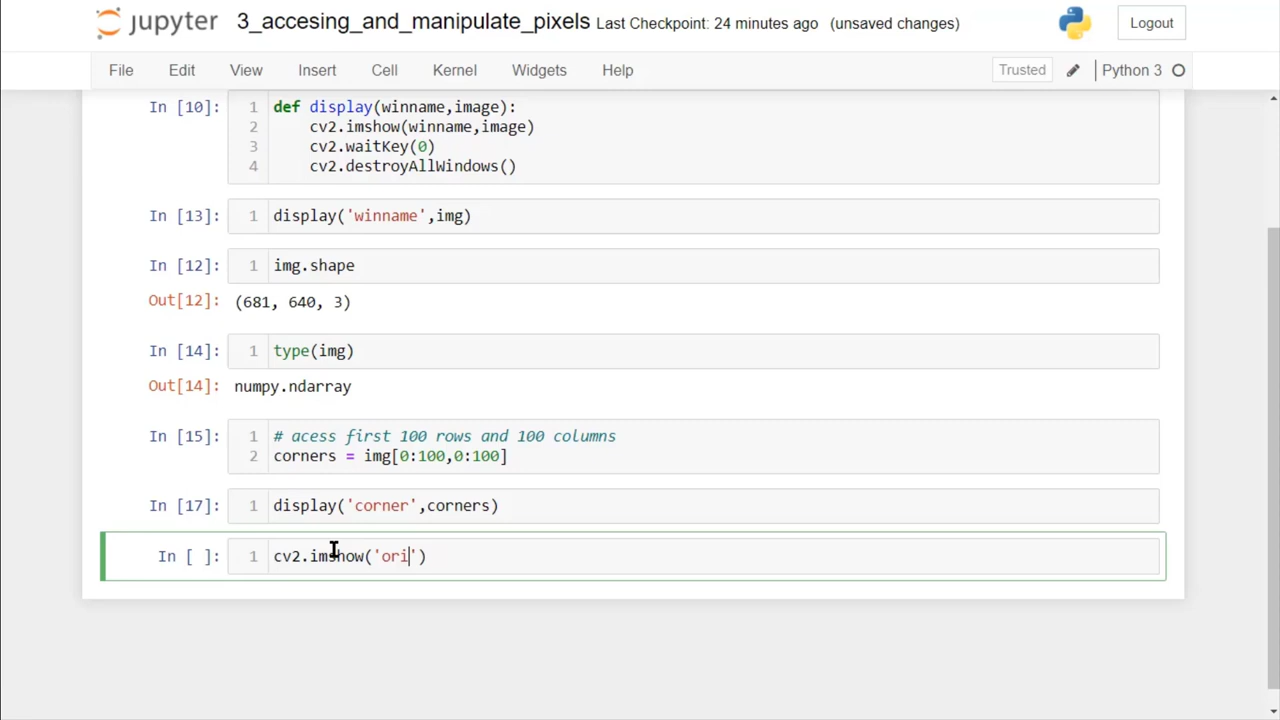 jupyter 3_accesing_and_manipulate_pixels Last Checkpoint: 24 minutes ago (unsaved changes) Logout
File Edit View Insert Cell Kernel Widgets Help Trusted Python 3
In [10]: 1 def display(winname,image):
2 cv2.imshow(winname,image)
3 cv2.waitKey(0)
4 cv2.destroyAllWindows()
In [13]: 1 display('winname',img)
In [12]: 1 img.shape
Out[12]: (681, 640, 3)
In [14]: 1 type(img)
Out[14]: numpy.ndarray
In [15]: 1 # acess first 100 rows and 100 columns
2 corners = img[0:100,0:100]
In [17]: 1 display('corner',corners)
In [ ]: 1 cv2.imshow('ori')